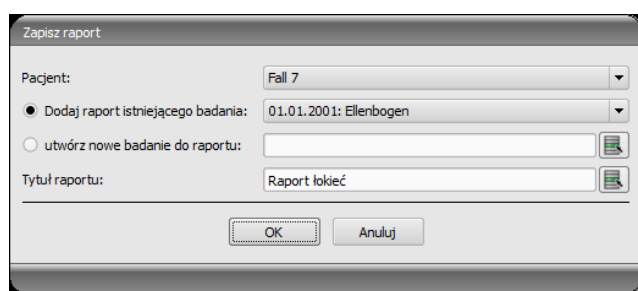 Zapisz raport
Pacjent: Fall 7
Dodaj raport istniejącego badania: 01.01.2001: Ellenbogen
utwórz nowe badanie do raportu:
Tytuł raportu: Raport łokieć
OK Anuluj